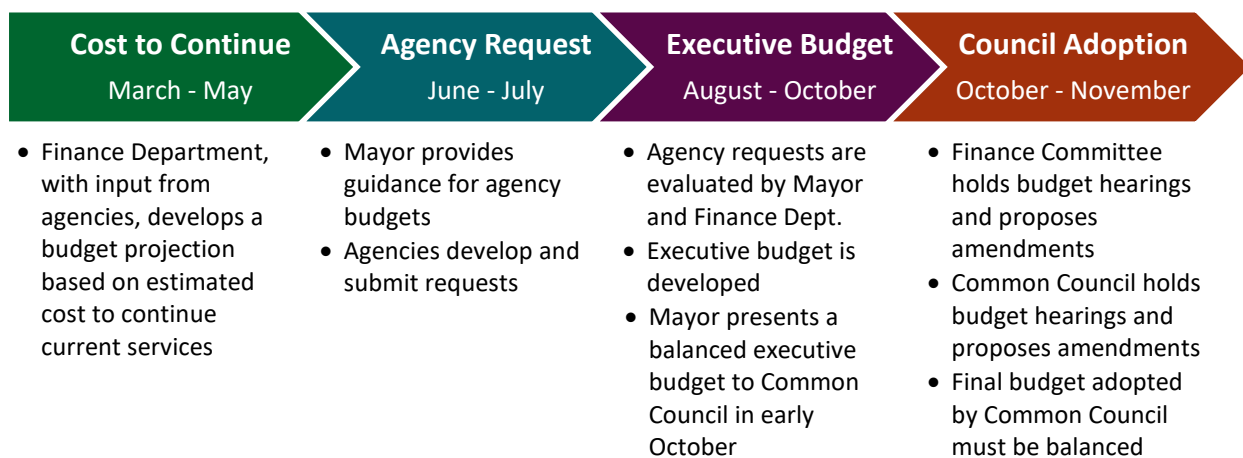 Cost to Continue
March - May
• Finance Department,
with input from
agencies, develops a
budget projection
based on estimated
cost to continue
current services
Agency Request
June - July
• Mayor provides
guidance for agency
budgets
• Agencies develop and
submit requests
Executive Budget
August - October
• Agency requests are
evaluated by Mayor
and Finance Dept.
• Executive budget is
developed
• Mayor presents a
balanced executive
budget to Common
Council in early
October
Council Adoption
October - November
• Finance Committee
holds budget hearings
and proposes
amendments
• Common Council holds
budget hearings and
proposes amendments
• Final budget adopted
by Common Council
must be balanced